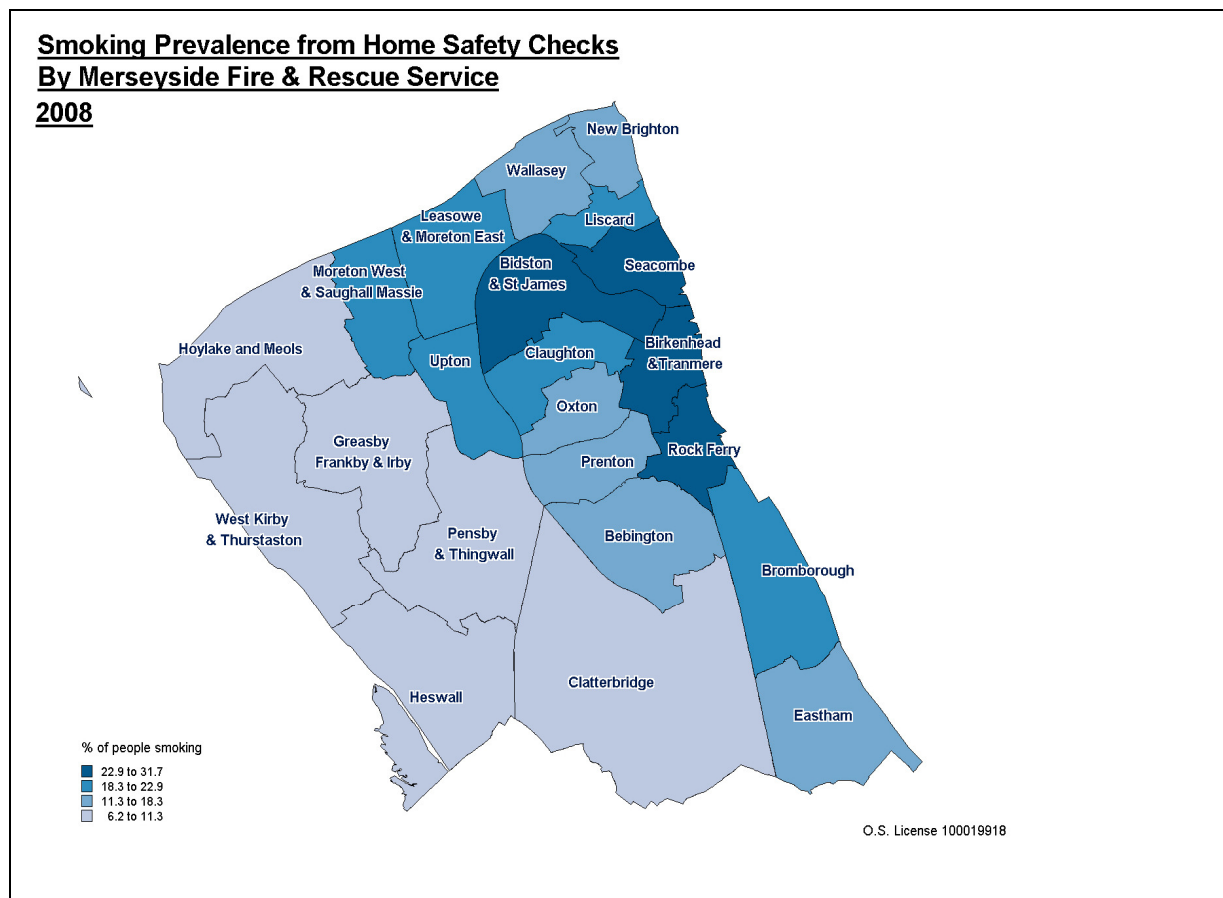 Smoking Prevalence from Home Safety Checks
By Merseyside Fire & Rescue Service
2008
New Brighton
Wallasey
Leasowe
& Moreton East
Liscard
Bidston
& St James
Seacombe
Moreton West
& Saughall Massie
Hoylake and Meols
Upton
Claughton
Birkenhead
&Tranmere
Oxton
Greasby
Frankby & Irby
Prenton
Rock Ferry
West Kirby
& Thurstaston
Pensby
& Thingwall
Bebington
Bromborough
Heswall
Clatterbridge
Eastham
% of people smoking
22.9 to 31.7
18.3 to 22.9
11.3 to 18.3
6.2 to 11.3
O.S. License 100019918